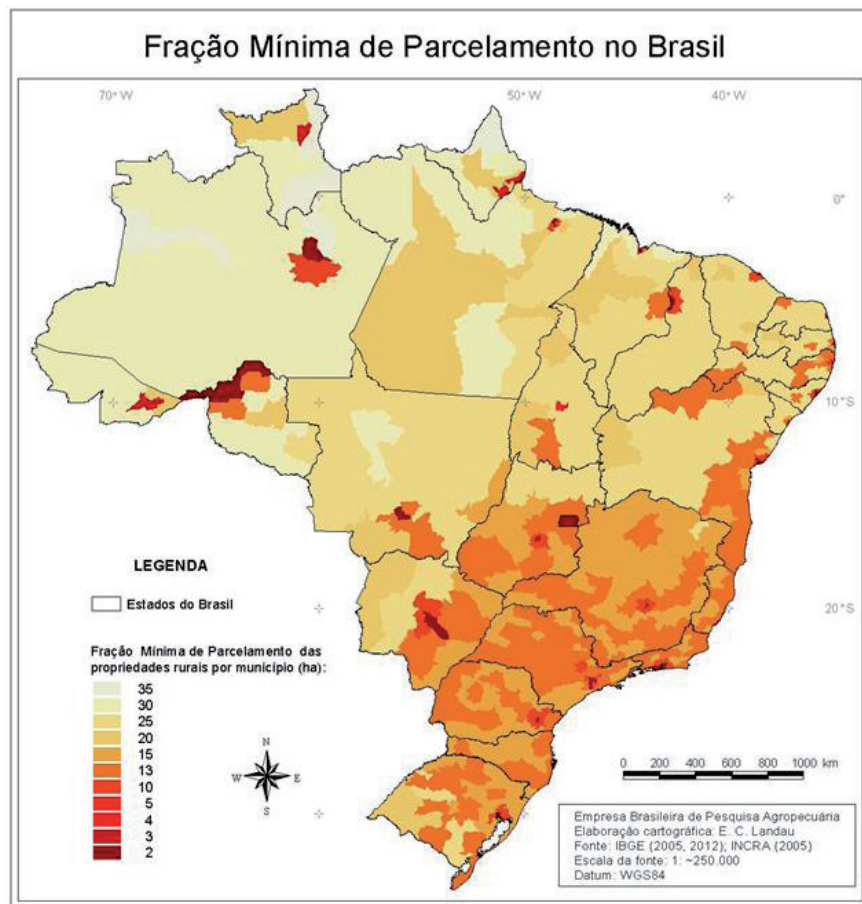 Fração Mínima de Parcelamento no Brasil
70° W
50° W
40° W
0°
10°S
20°S
LEGENDA
Estados do Brasil
Fração Mínima de Parcelamento das
propriedades rurais por município (ha):
35
30
25
20
15
13
10
5
4
3
2
N
W
E
S
0 200 400 600 800 1000 km
Empresa Brasileira de Pesquisa Agropecuária
Elaboração cartográfica: E. C. Landau
Fonte: IBGE (2005, 2012); INCRA (2005)
Escala da fonte: 1: ~250.000
Datum: WGS84